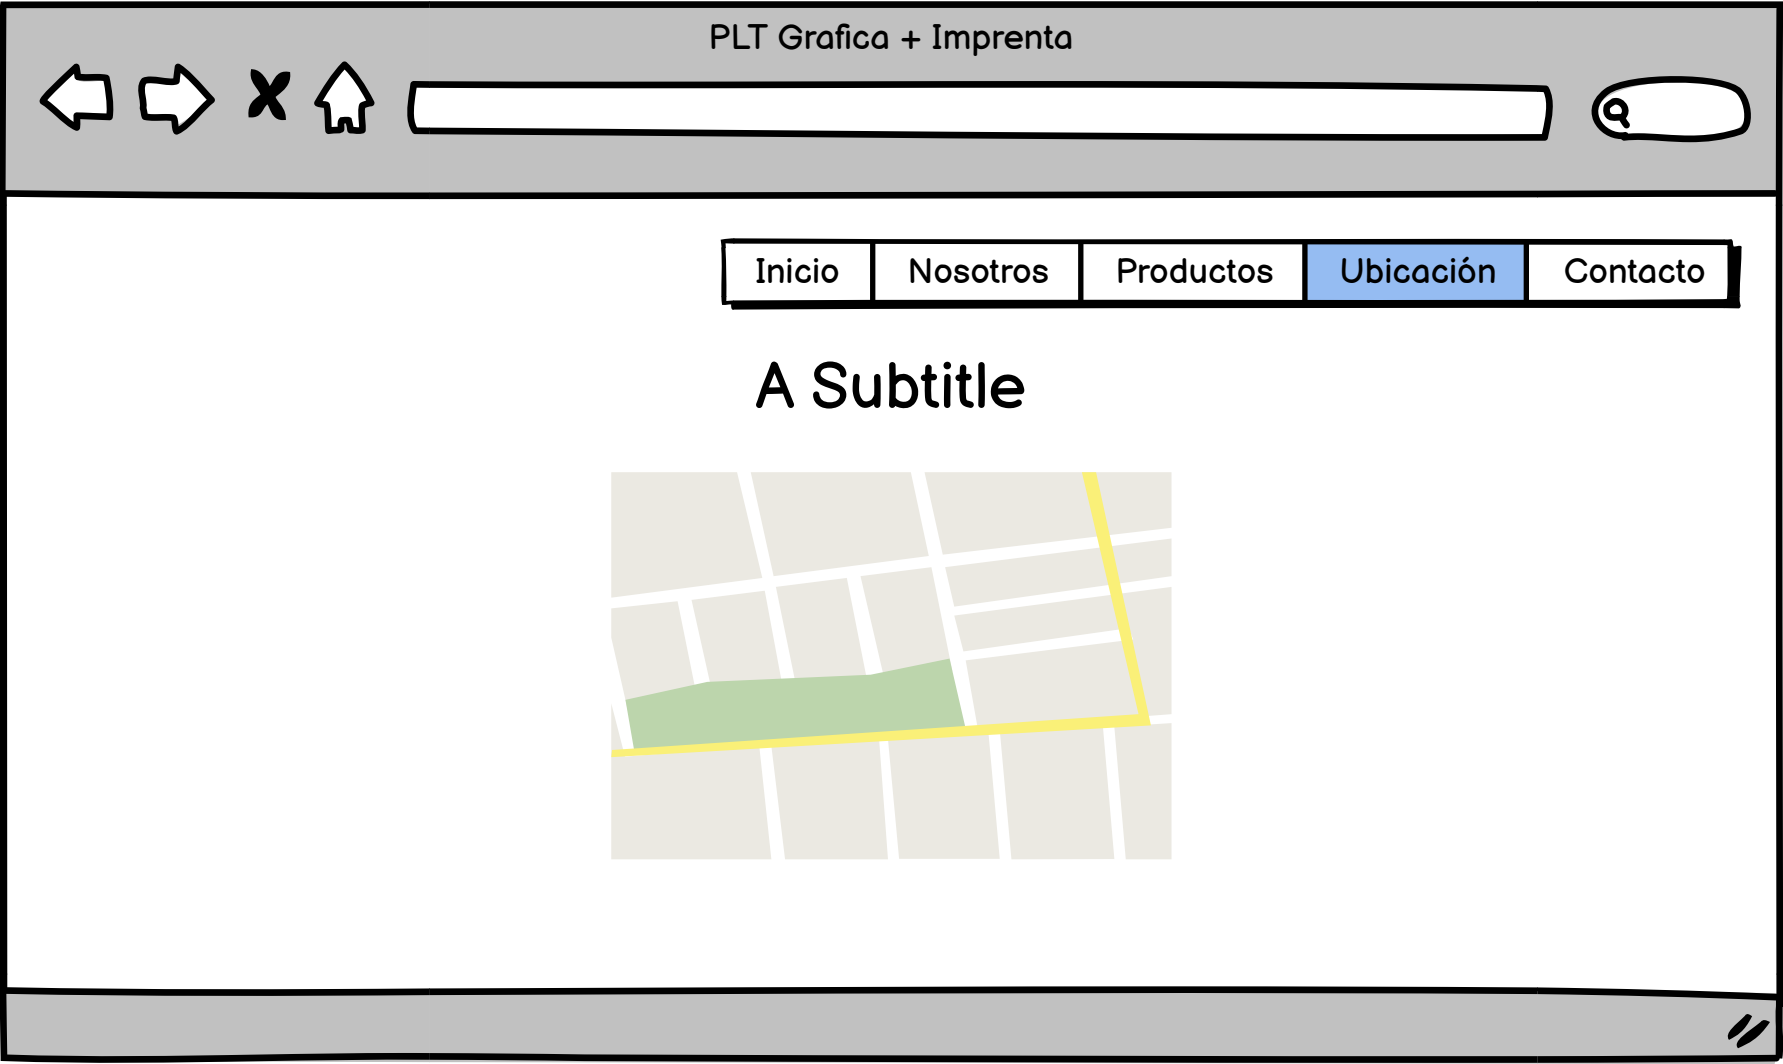 PLT Grafica + Imprenta
Inicio Nosotros Productos Ubicación Contacto
A Subtitle